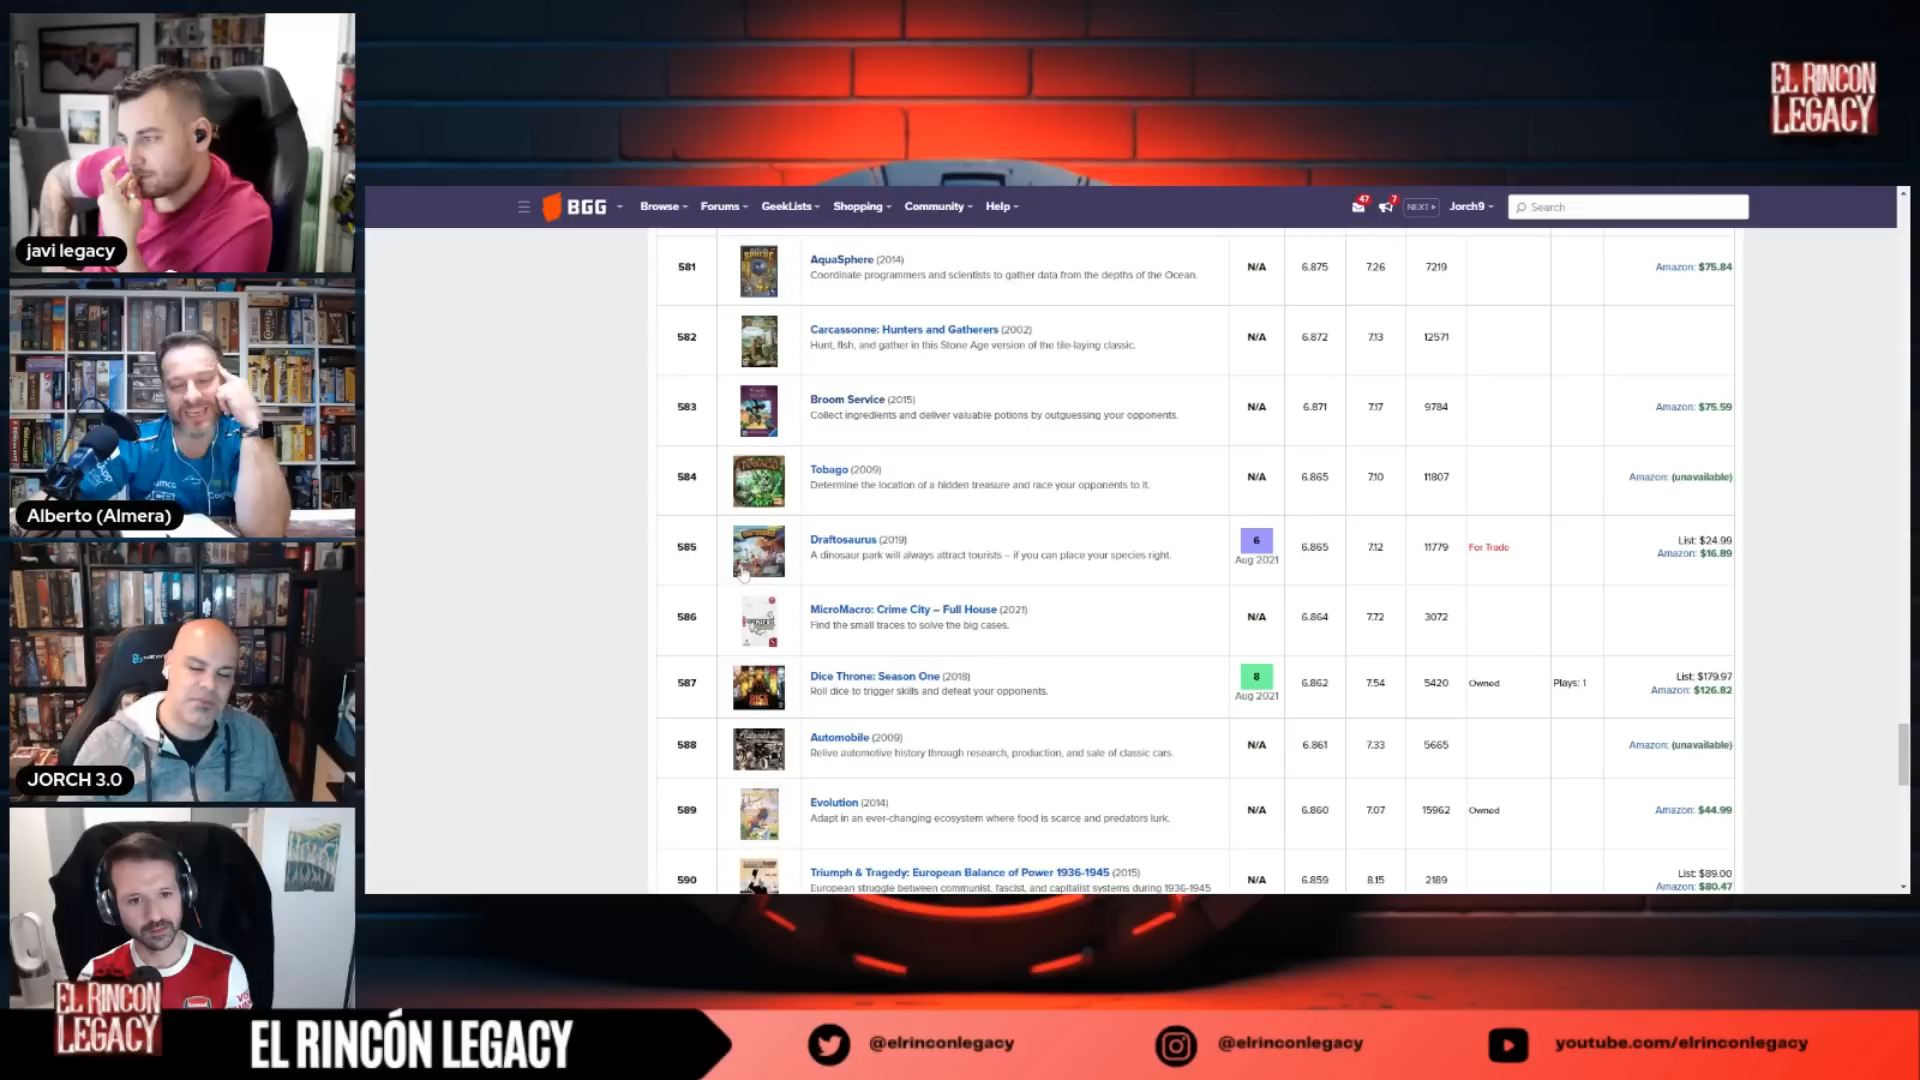 javi legacy
Alberto (Almera)
JORCH 3.0
EL RINCON
LEGACY
BGG
Browse
Forums
GeekLists
Shopping
Community
Help
47
7
NEXT
Jorch9
Search
581
AquaSphere (2014)
Coordinate programmers and scientists to gather data from the depths of the Ocean.
N/A
6.875
7.26
7219
Amazon: $75.84
582
Carcassonne: Hunters and Gatherers (2002)
Hunt, fish, and gather in this Stone Age version of the tile-laying classic.
N/A
6.872
7.13
12571
583
Broom Service (2015)
Collect ingredients and deliver valuable potions by outguessing your opponents.
N/A
6.871
7.17
9784
Amazon: $75.59
584
TOBAGO
Tobago (2009)
Determine the location of a hidden treasure and race your opponents to it.
N/A
6.865
7.10
11807
Amazon: (unavailable)
585
Draftosaurus (2019)
A dinosaur park will always attract tourists – if you can place your species right.
6
Aug 2021
6.865
7.12
11779
For Trade
List: $24.99
Amazon: $16.89
586
MicroMacro: Crime City – Full House (2021)
Find the small traces to solve the big cases.
N/A
6.864
7.72
3072
587
Dice Throne: Season One (2018)
Roll dice to trigger skills and defeat your opponents.
8
Aug 2021
6.862
7.54
5420
Owned
Plays: 1
List: $179.97
Amazon: $126.82
588
Automobile
Automobile (2009)
Relive automotive history through research, production, and sale of classic cars.
N/A
6.861
7.33
5665
Amazon: (unavailable)
589
Evolution (2014)
Adapt in an ever-changing ecosystem where food is scarce and predators lurk.
N/A
6.860
7.07
15962
Owned
Amazon: $44.99
590
Triumph & Tragedy: European Balance of Power 1936-1945 (2015)
European struggle between communist, fascist, and capitalist systems during 1936-1945
N/A
6.859
8.15
2189
List: $89.00
Amazon: $80.47
EL RINCON
LEGACY
EL RINCÓN LEGACY
@elrinconlegacy
@elrinconlegacy
youtube.com/elrinconlegacy